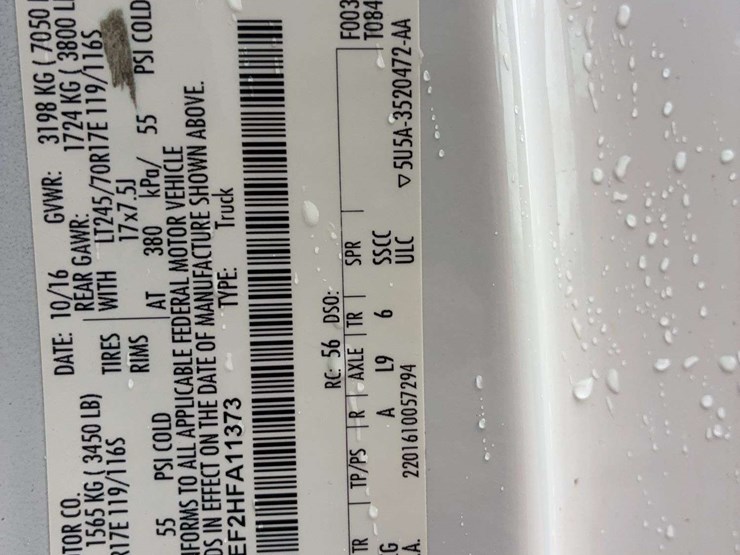 TOR CO.
DATE: 10/16 GVWR: 3198 KG ( 7050
1565 KG ( 3450 LB) REAR GAWR: 1724 KG ( 3800 L
R17E 119/116S TIRES WITH LT245/70R17E 119/116S
RIMS 17x7.5J
55 PSI COLD AT 380 kPa/ 55 PSI COLD
FORMS TO ALL APPLICABLE FEDERAL MOTOR VEHICLE
DS IN EFFECT ON THE DATE OF MANUFACTURE SHOWN ABOVE.
EF2HFA11373 TYPE: Truck
F003
RC: 56 DSO: T084
TR TP/PS R AXLE TR SPR
G A L9 6 SSCC
A. 2201610057294 ULC ▽5U5A-3520472-AA